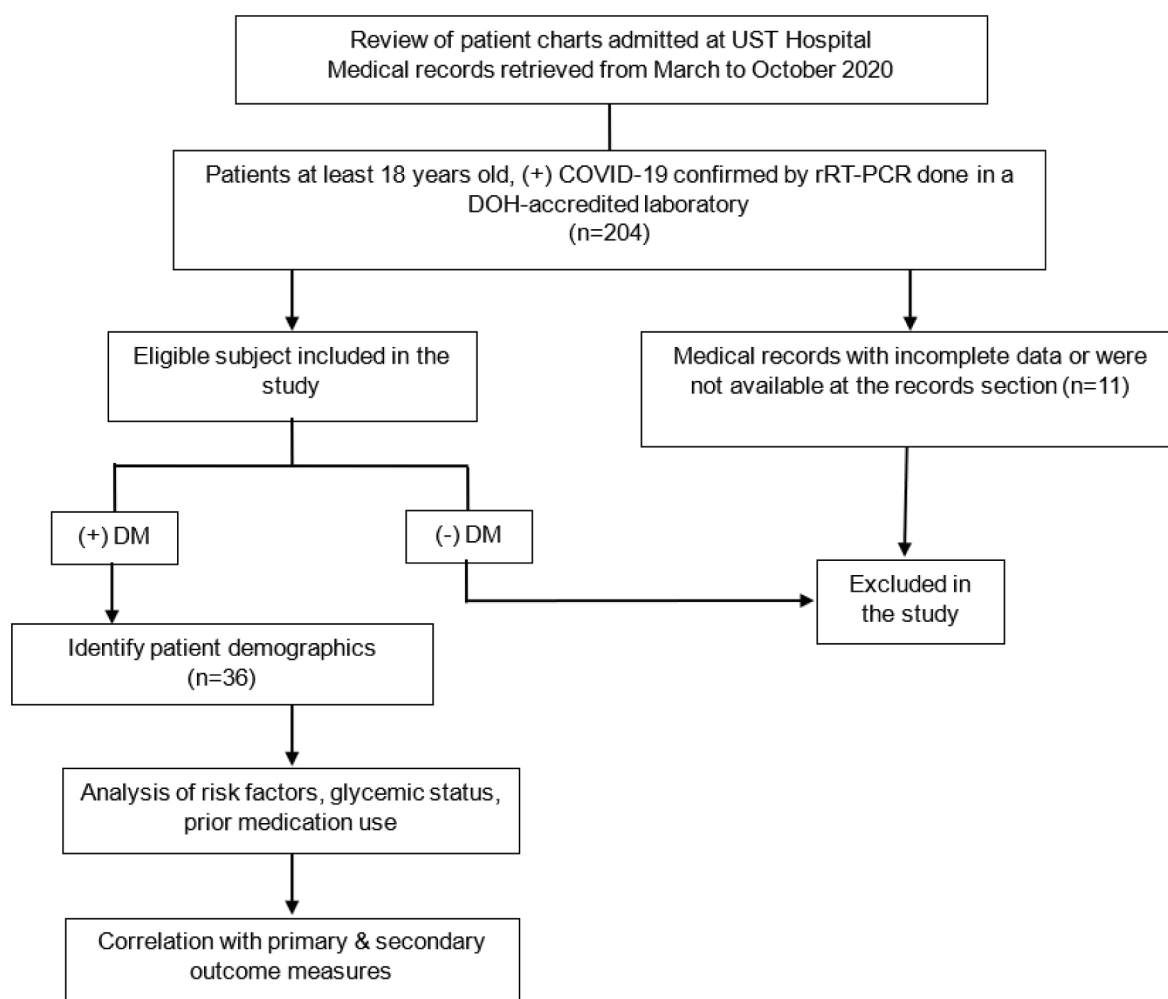 Review of patient charts admitted at UST Hospital
Medical records retrieved from March to October 2020
Patients at least 18 years old, (+) COVID-19 confirmed by rRT-PCR done in a
DOH-accredited laboratory
(n=204)
Eligible subject included in the
study
Medical records with incomplete data or were
not available at the records section (n=11)
(+) DM
(-) DM
Excluded in
the study
Identify patient demographics
(n=36)
Analysis of risk factors, glycemic status,
prior medication use
Correlation with primary & secondary
outcome measures